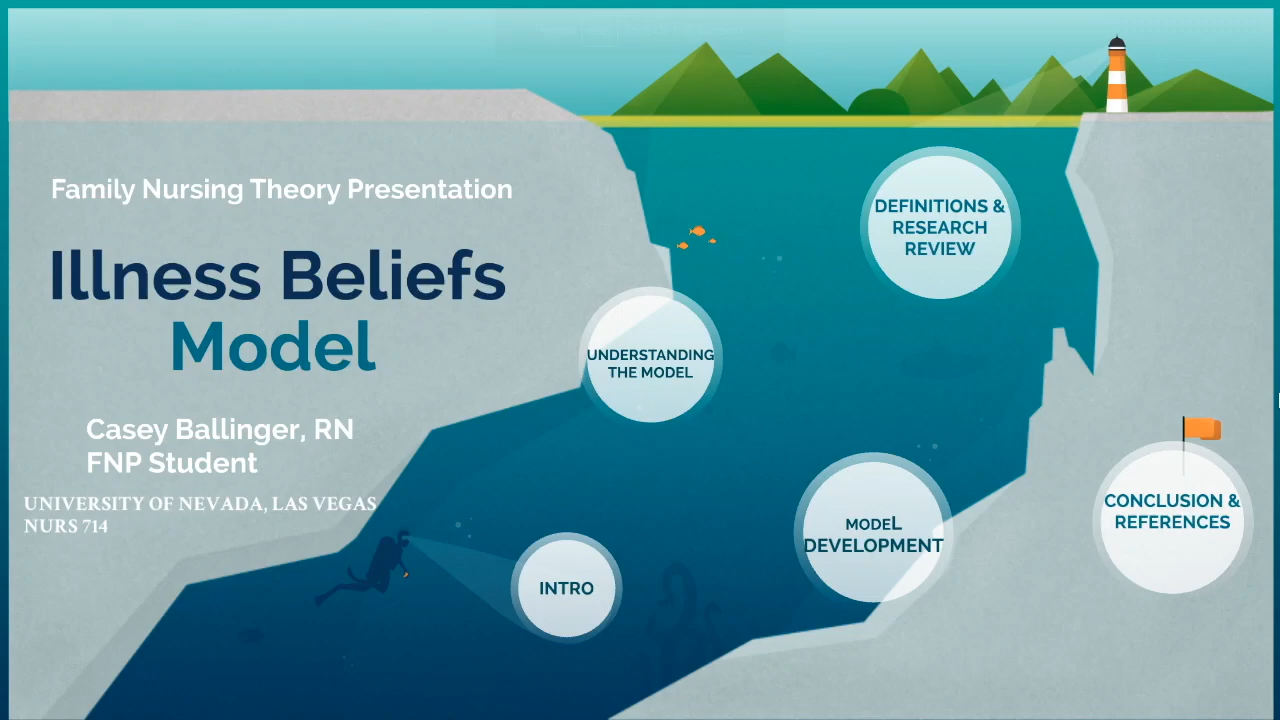 Family Nursing Theory Presentation
Illness Beliefs
Model
Casey Ballinger, RN
FNP Student
UNIVERSITY OF NEVADA, LAS VEGAS
NURS 714
INTRO
UNDERSTANDING
THE MODEL
MODEL
DEVELOPMENT
DEFINITIONS &
RESEARCH
REVIEW
CONCLUSION &
REFERENCES